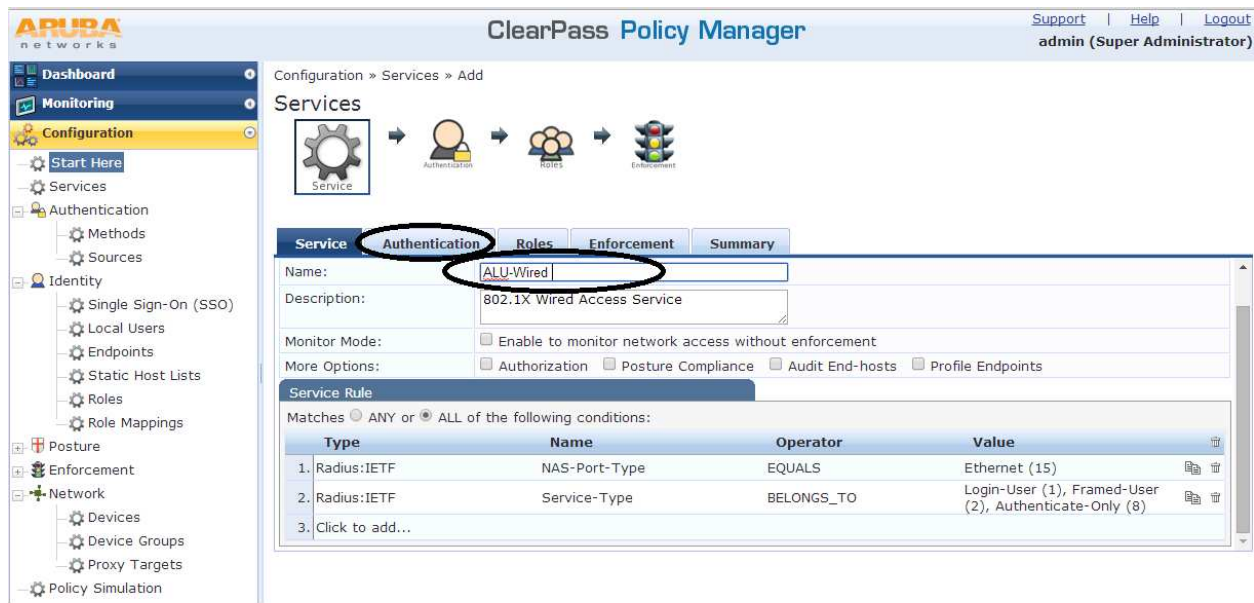 ARUBA
networks
ClearPass Policy Manager
Support | Help | Logout
admin (Super Administrator)
Dashboard
Monitoring
Configuration
Start Here
Services
Authentication
Methods
Sources
Identity
Single Sign-On (SSO)
Local Users
Endpoints
Static Host Lists
Roles
Role Mappings
Posture
Enforcement
Network
Devices
Device Groups
Proxy Targets
Policy Simulation
Configuration » Services » Add
Services
Service
Authentication
Roles
Enforcement
Service Authentication Roles Enforcement Summary
Name: ALU-Wired
Description: 802.1X Wired Access Service
Monitor Mode: Enable to monitor network access without enforcement
More Options: Authorization Posture Compliance Audit End-hosts Profile Endpoints
Service Rule
Matches ANY or ALL of the following conditions:
Type Name Operator Value
1. Radius:IETF NAS-Port-Type EQUALS Ethernet (15)
2. Radius:IETF Service-Type BELONGS_TO Login-User (1), Framed-User
(2), Authenticate-Only (8)
3. Click to add...